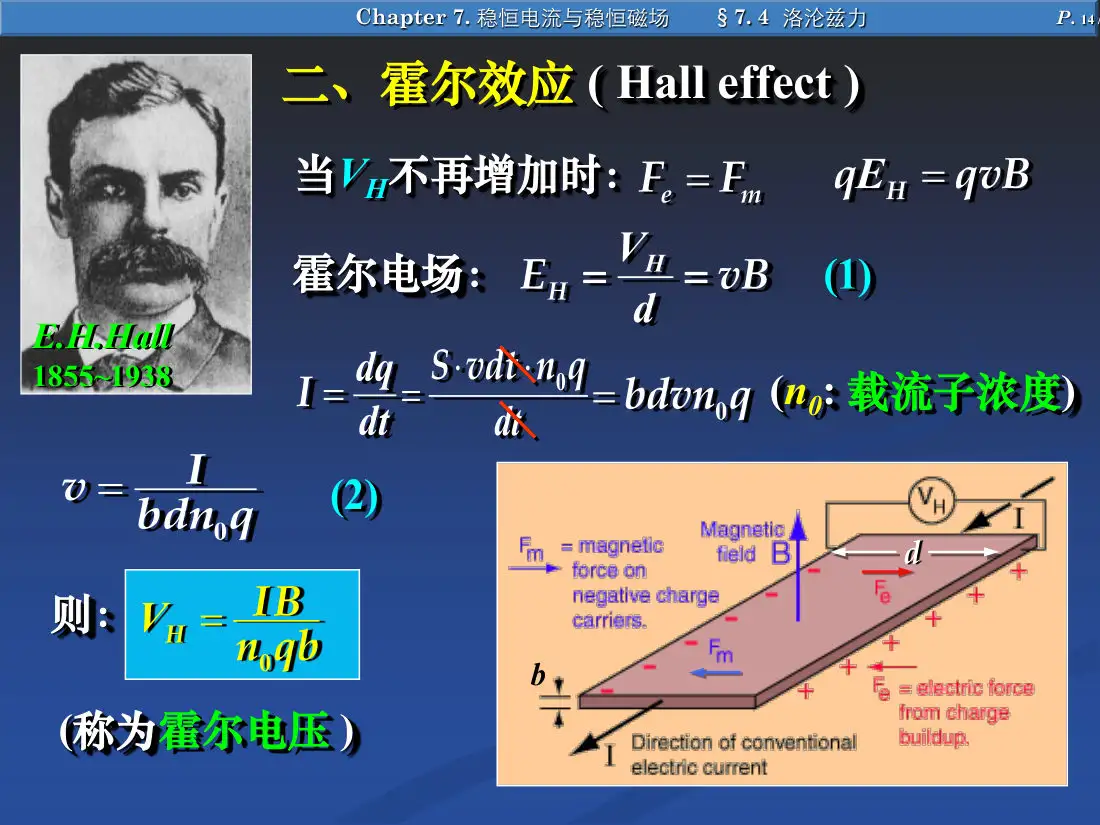 Chapter 7. 稳恒电流与稳恒磁场 §7. 4 洛沦兹力 P. 14/
二、霍尔效应 ( Hall effect )
当V_H不再增加时： F_e = F_m qE_H = qvB
霍尔电场： E_H = V_H / d = vB (1)
E.H.Hall
1855~1938
I = dq/dt = S·vdt·n_0q / dt = bdvn_0q (n_0: 载流子浓度)
v = I / bdn_0q (2)
则： V_H = IB / n_0qb
(称为霍尔电压 )
V_H
I
d
Magnetic
field B
F_m = magnetic
force on
negative charge
carriers.
- - - - -
F_e
+ + + + + +
F_m
b
F_e = electric force
from charge
buildup.
I
Direction of conventional
electric current